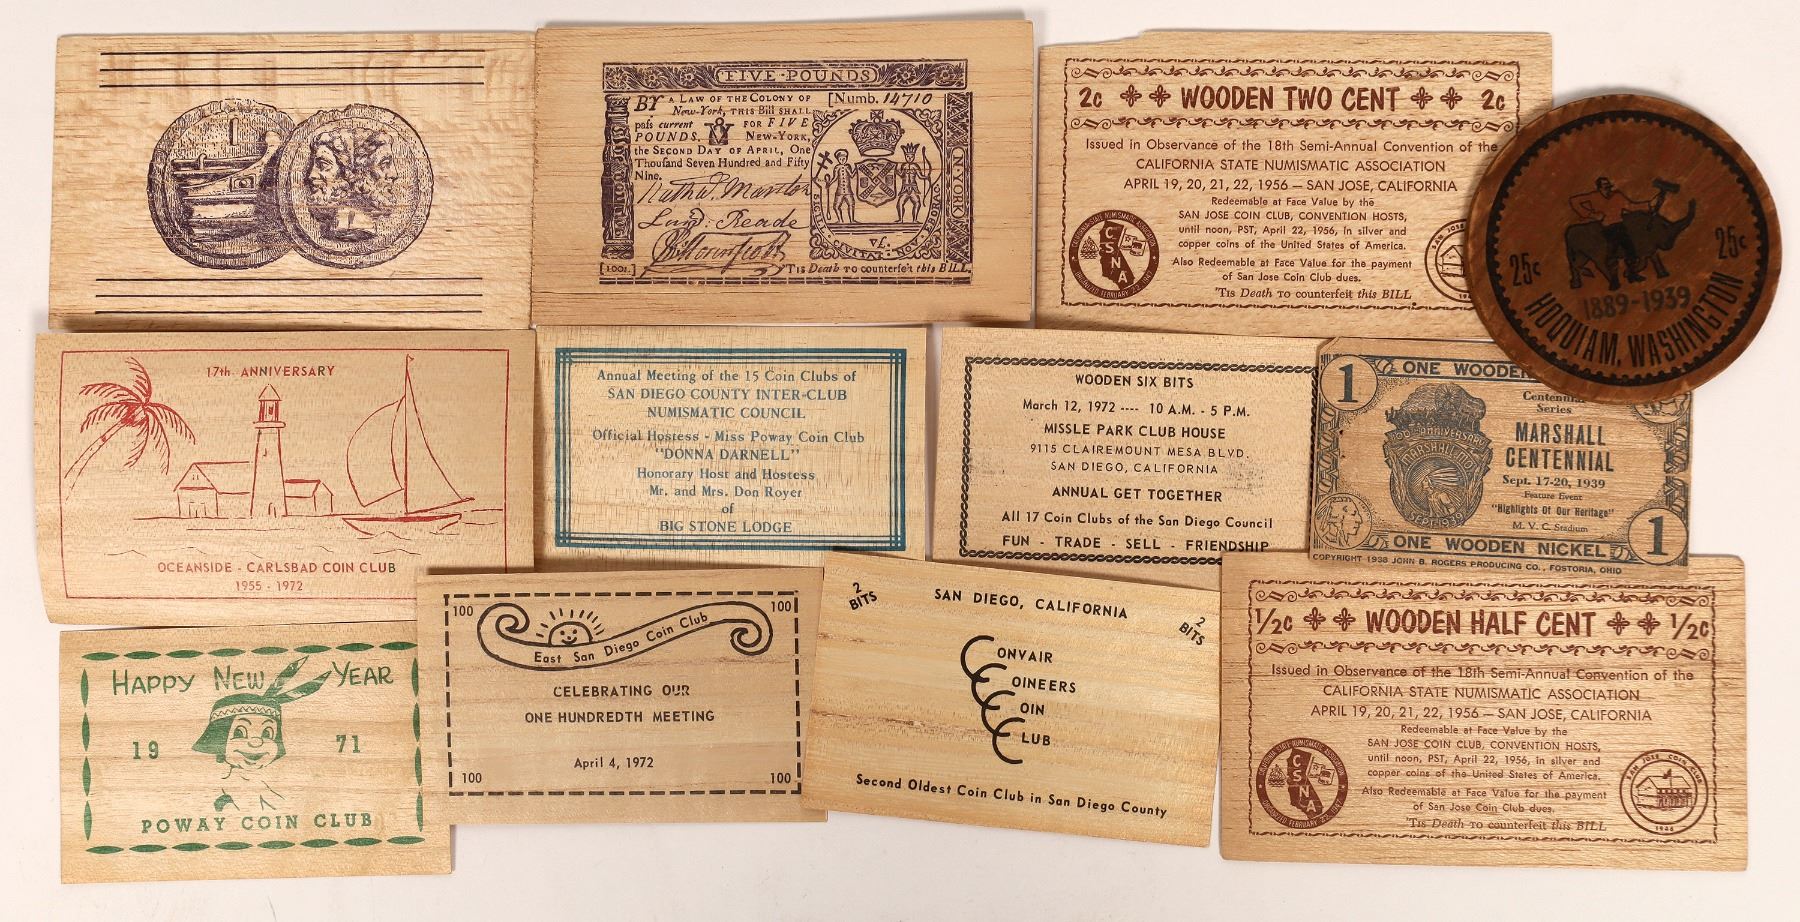 FIVE POUNDS
BY A LAW OF THE COLONY OF
New-York, THIS Bill SHALL
pass current FOR FIVE
POUNDS, NEW-YORK,
the SECOND DAY OF APRIL, One
Thousand Seven Hundred and Fifty
Nine.
[Numb. 14710
N·YORK
VL.
[1001.]
'Tis Death to counterfeit this BILL.
2c WOODEN TWO CENT 2c
Issued in Observance of the 18th Semi-Annual Convention of the
CALIFORNIA STATE NUMISMATIC ASSOCIATION
APRIL 19, 20, 21, 22, 1956 — SAN JOSE, CALIFORNIA
Redeemable at Face Value by the
SAN JOSE COIN CLUB, CONVENTION HOSTS,
until noon, PST, April 22, 1956, in silver and
copper coins of the United States of America.
Also Redeemable at Face Value for the payment
of San Jose Coin Club dues.
'Tis Death TO counterfeit this BILL.
CSNA
25c 25c
1889-1939
HOQUIAM, WASHINGTON
17th ANNIVERSARY
OCEANSIDE - CARLSBAD COIN CLUB
1955 - 1972
Annual Meeting of the 15 Coin Clubs of
SAN DIEGO COUNTY INTER-CLUB
NUMISMATIC COUNCIL
Official Hostess - Miss Poway Coin Club
"DONNA DARNELL"
Honorary Host and Hostess
Mr. and Mrs. Don Royer
of
BIG STONE LODGE
WOODEN SIX BITS
March 12, 1972 ---- 10 A.M. - 5 P.M.
MISSLE PARK CLUB HOUSE
9115 CLAIREMOUNT MESA BLVD.
SAN DIEGO, CALIFORNIA
ANNUAL GET TOGETHER
All 17 Coin Clubs of the San Diego Council
FUN - TRADE - SELL - FRIENDSHIP
1 ONE WOODEN
Centennial
Series
MARSHALL
CENTENNIAL
Sept. 17-20, 1939
Feature Event
"Highlights Of Our Heritage"
M. V. C. Stadium
100th ANNIVERSARY
MARSHALL, MO.
SEPT.-1939
ONE WOODEN NICKEL 1
COPYRIGHT 1938 JOHN B. ROGERS PRODUCING CO., FOSTORIA, OHIO
HAPPY NEW YEAR
19 71
POWAY COIN CLUB
100 100
East San Diego Coin Club
CELEBRATING OUR
ONE HUNDREDTH MEETING
April 4, 1972
100 100
2 BITS
SAN DIEGO, CALIFORNIA
2 BITS
CONVAIR
COINEERS
COIN
CLUB
Second Oldest Coin Club in San Diego County
1/2c WOODEN HALF CENT 1/2c
Issued in Observance of the 18th Semi-Annual Convention of the
CALIFORNIA STATE NUMISMATIC ASSOCIATION
APRIL 19, 20, 21, 22, 1956 — SAN JOSE, CALIFORNIA
Redeemable at Face Value by the
SAN JOSE COIN CLUB, CONVENTION HOSTS,
until noon, PST, April 22, 1956, in silver and
copper coins of the United States of America.
Also Redeemable at Face Value for the payment
of San Jose Coin Club dues.
'Tis Death TO counterfeit this BILL
CSNA
SAN JOSE COIN CLUB
1946